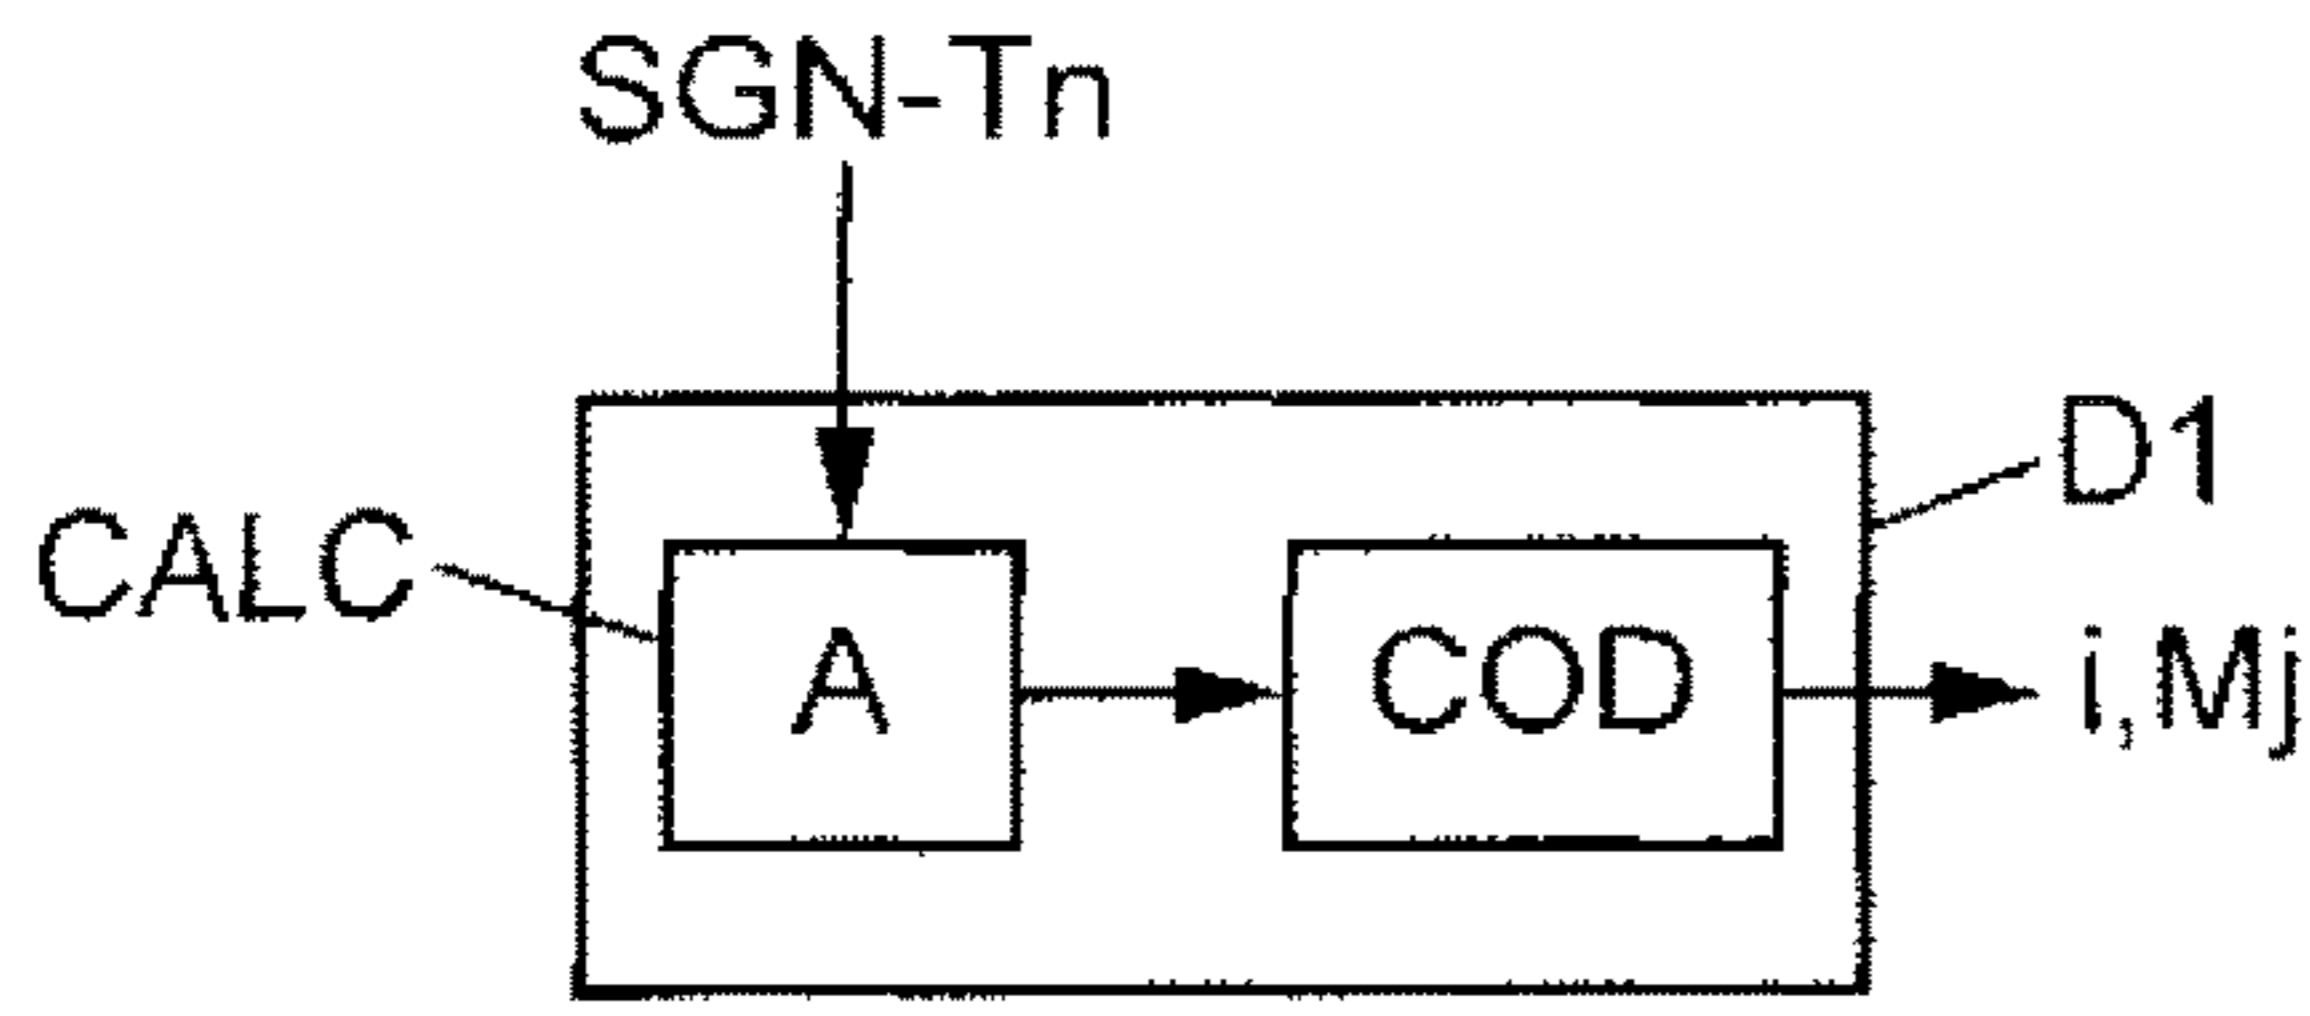 SGN-Tn
D1
CALC
A
COD
i,Mj